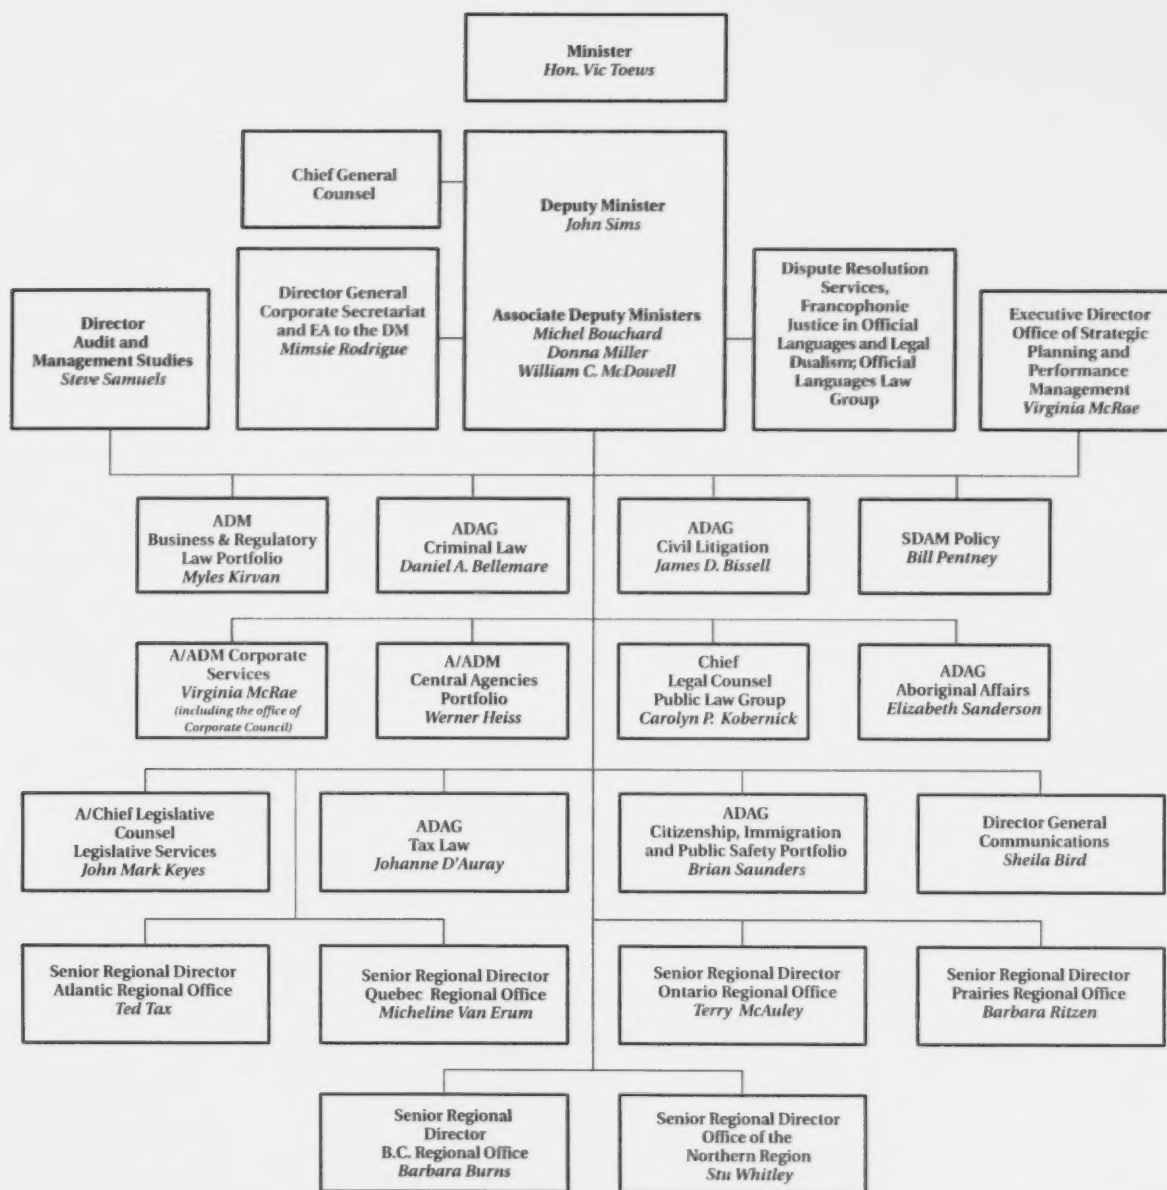 Minister
Hon. Vic Toews
Chief General
Counsel
Deputy Minister
John Sims
Associate Deputy Ministers
Michel Bouchard
Donna Miller
William C. McDowell
Director General
Corporate Secretariat
and EA to the DM
Mimsie Rodrigue
Dispute Resolution
Services,
Francophonie
Justice in Official
Languages and Legal
Dualism; Official
Languages Law
Group
Director
Audit and
Management Studies
Steve Samuels
Executive Director
Office of Strategic
Planning and
Performance
Management
Virginia McRae
ADM
Business & Regulatory
Law Portfolio
Myles Kirvan
ADAG
Criminal Law
Daniel A. Bellemare
ADAG
Civil Litigation
James D. Bissell
SDAM Policy
Bill Pentney
A/ADM Corporate
Services
Virginia McRae
(including the office of
Corporate Council)
A/ADM
Central Agencies
Portfolio
Werner Heiss
Chief
Legal Counsel
Public Law Group
Carolyn P. Kobernick
ADAG
Aboriginal Affairs
Elizabeth Sanderson
A/Chief Legislative
Counsel
Legislative Services
John Mark Keyes
ADAG
Tax Law
Johanne D'Auray
ADAG
Citizenship, Immigration
and Public Safety Portfolio
Brian Saunders
Director General
Communications
Sheila Bird
Senior Regional Director
Atlantic Regional Office
Ted Tax
Senior Regional Director
Quebec Regional Office
Micheline Van Erum
Senior Regional Director
Ontario Regional Office
Terry McAuley
Senior Regional Director
Prairies Regional Office
Barbara Ritzen
Senior Regional
Director
B.C. Regional Office
Barbara Burns
Senior Regional Director
Office of the
Northern Region
Stu Whitley